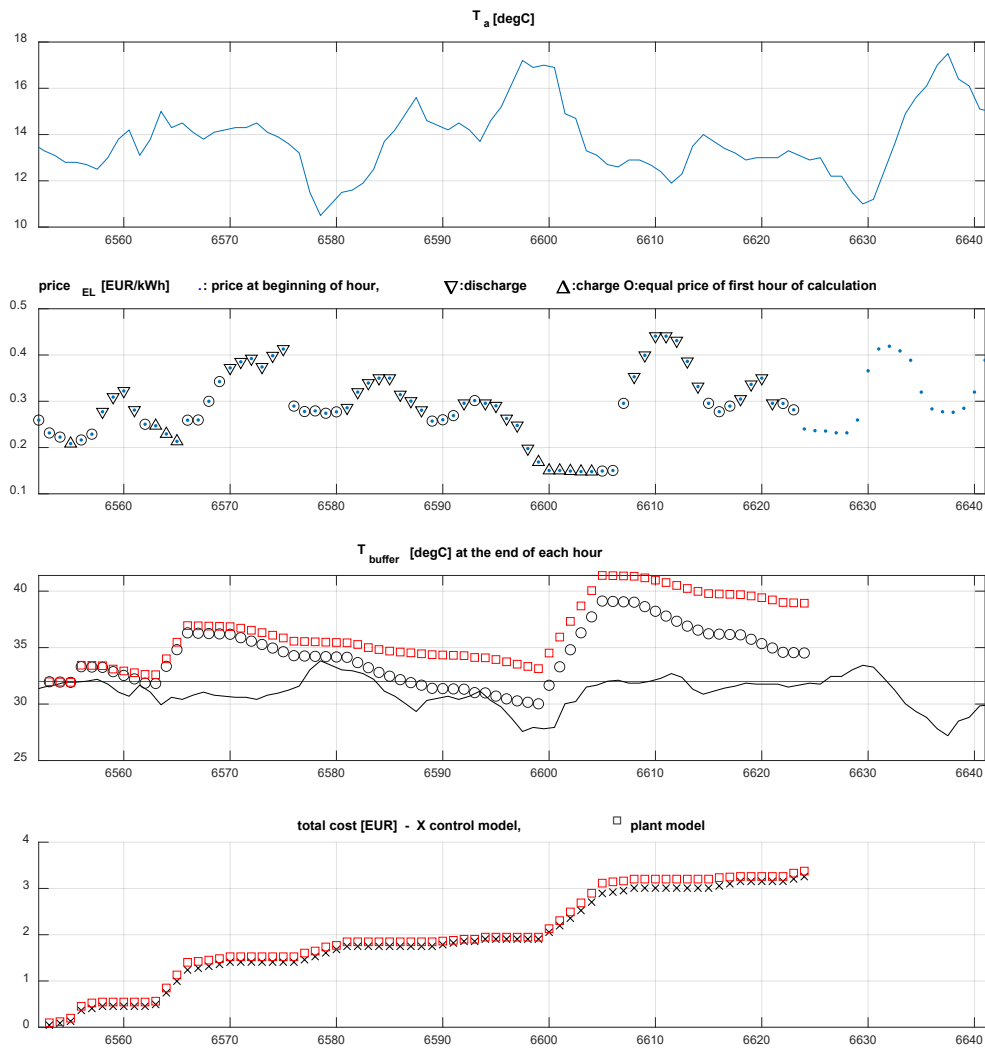 T a [degC]
18
16
14
12
10
6560 6570 6580 6590 6600 6610 6620 6630 6640
price EL [EUR/kWh] .: price at beginning of hour, ▽:discharge △:charge O:equal price of first hour of calculation
0.5
0.4
0.3
0.2
0.1
6560 6570 6580 6590 6600 6610 6620 6630 6640
T buffer [degC] at the end of each hour
40
35
30
25
6560 6570 6580 6590 6600 6610 6620 6630 6640
total cost [EUR] - X control model, □ plant model
4
3
2
1
0
6560 6570 6580 6590 6600 6610 6620 6630 6640